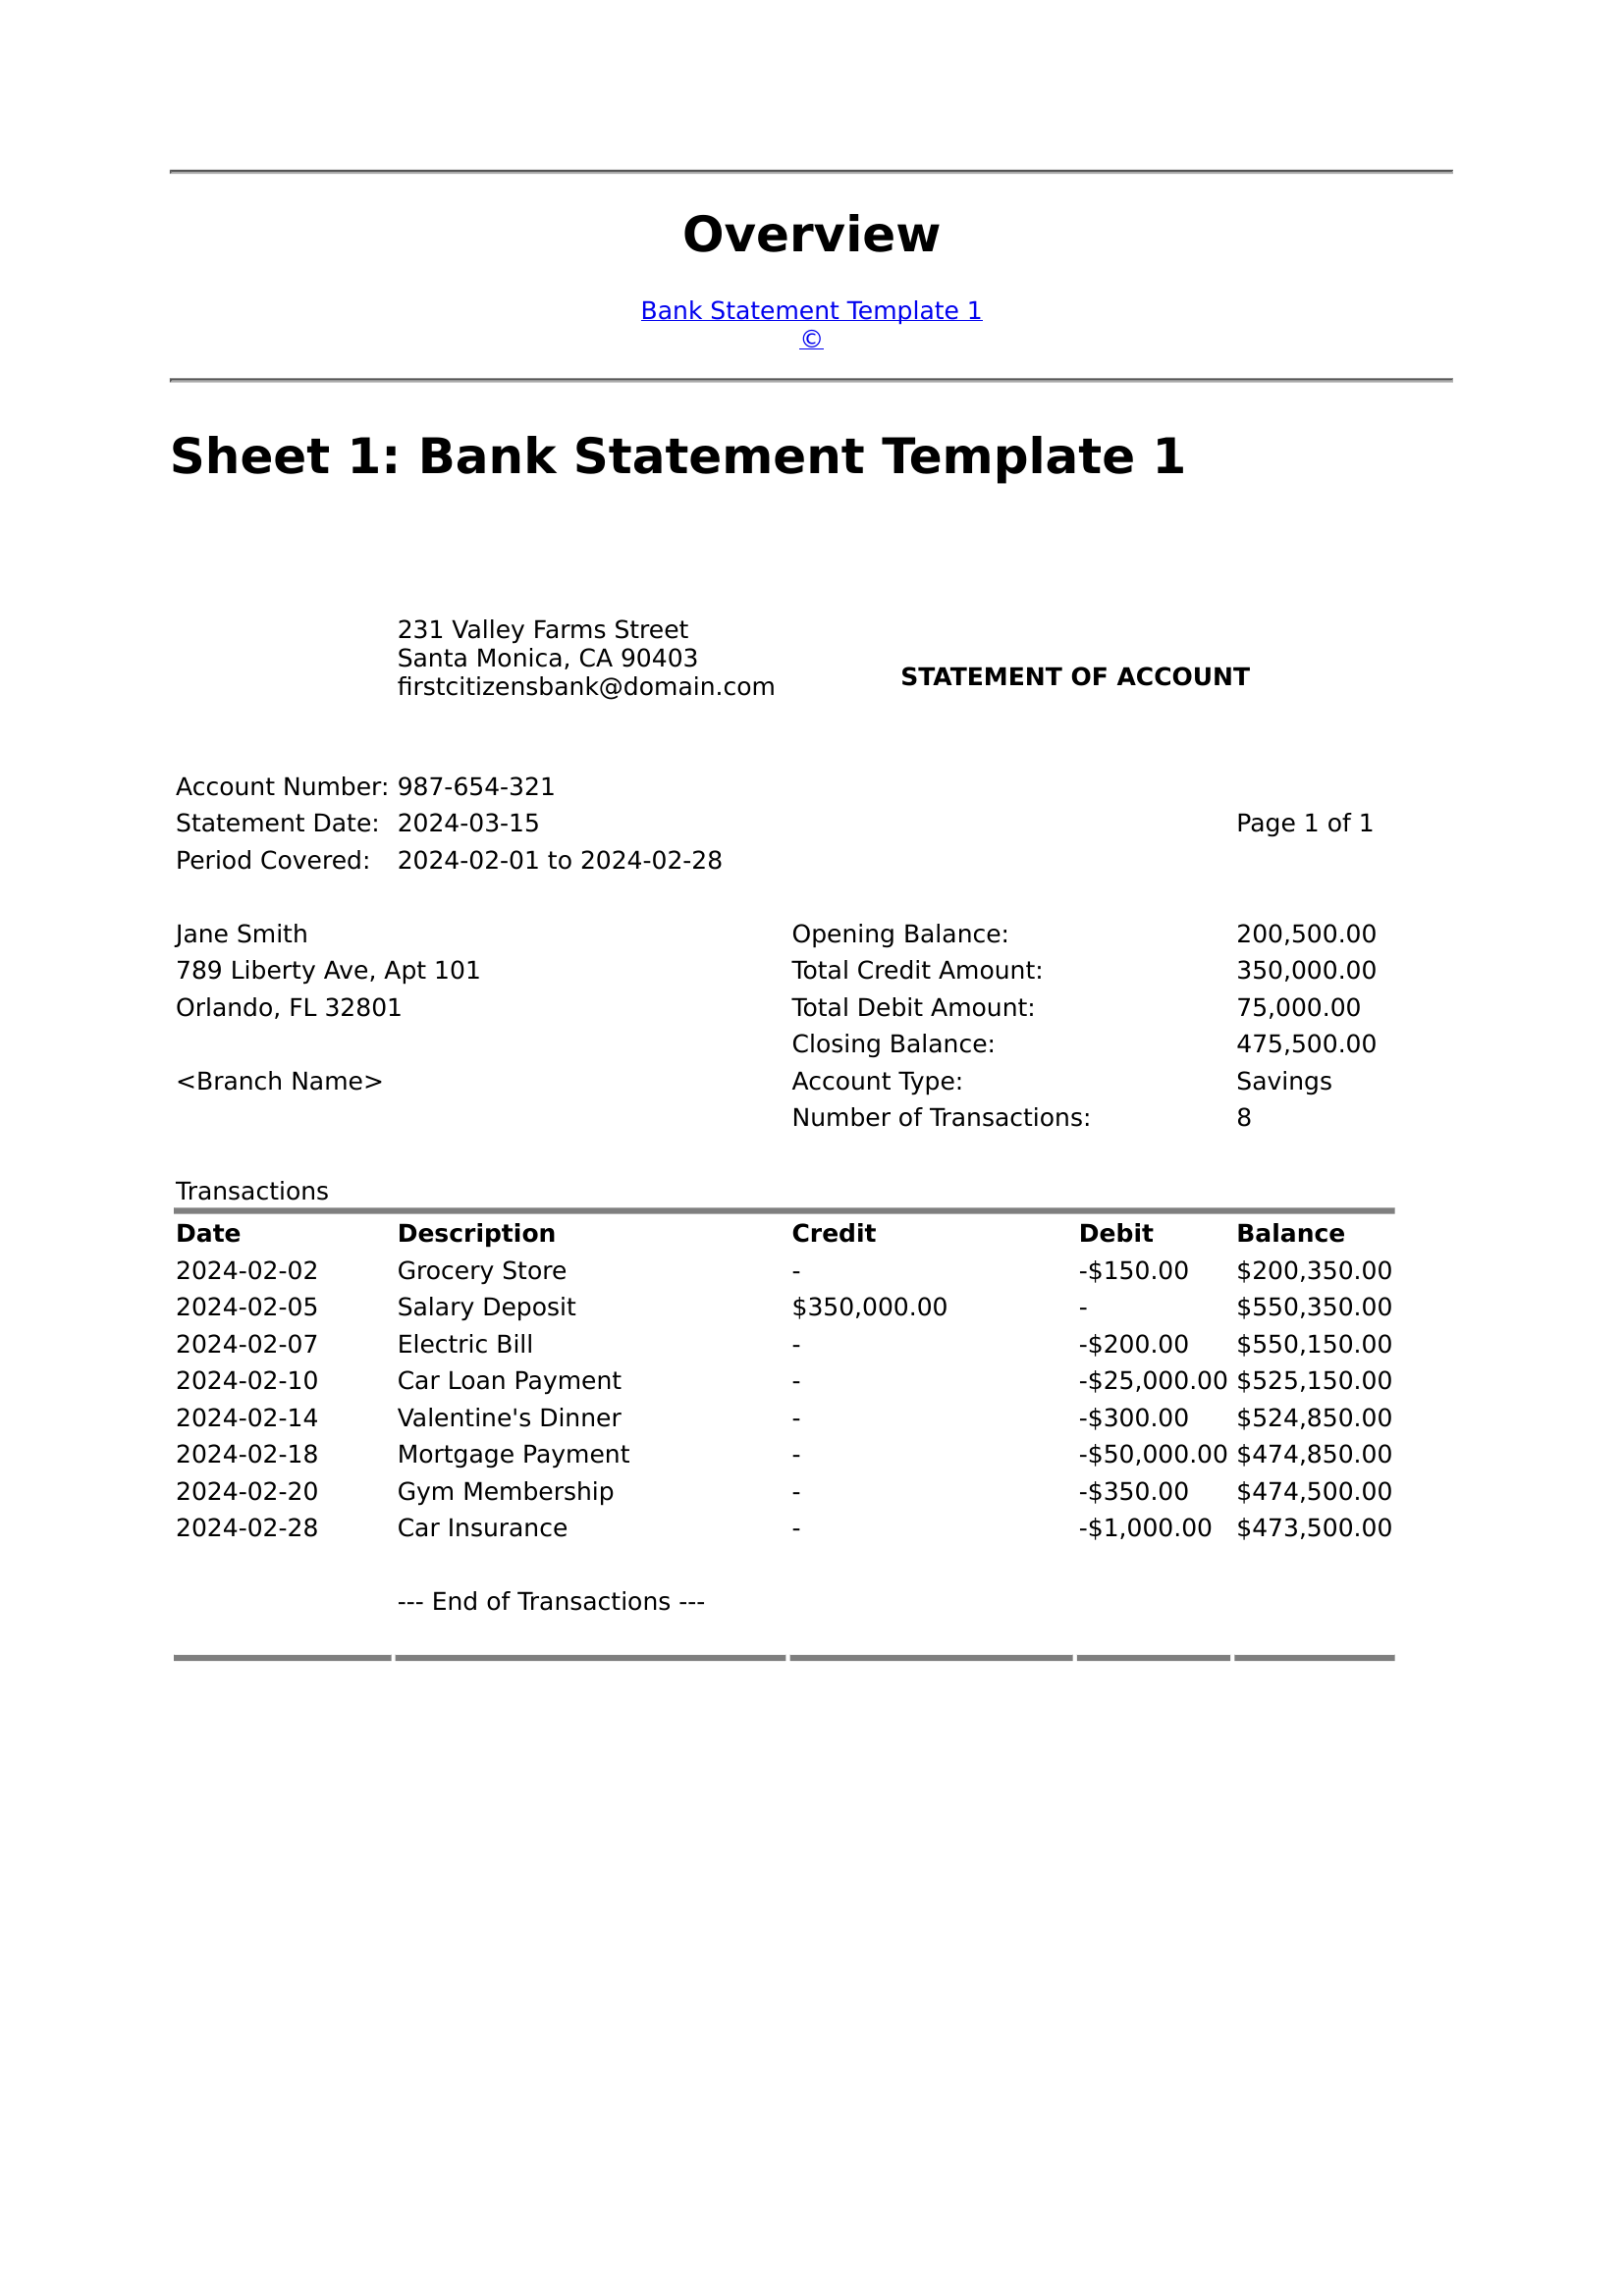 Overview
Bank Statement Template 1
©
Sheet 1: Bank Statement Template 1
231 Valley Farms Street
Santa Monica, CA 90403
firstcitizensbank@domain.com
STATEMENT OF ACCOUNT
Account Number: 987-654-321
Statement Date: 2024-03-15 Page 1 of 1
Period Covered: 2024-02-01 to 2024-02-28
Jane Smith Opening Balance: 200,500.00
789 Liberty Ave, Apt 101 Total Credit Amount: 350,000.00
Orlando, FL 32801 Total Debit Amount: 75,000.00
Closing Balance: 475,500.00
<Branch Name> Account Type: Savings
Number of Transactions: 8
Transactions
Date Description Credit Debit Balance
2024-02-02 Grocery Store - -$150.00 $200,350.00
2024-02-05 Salary Deposit $350,000.00 - $550,350.00
2024-02-07 Electric Bill - -$200.00 $550,150.00
2024-02-10 Car Loan Payment - -$25,000.00 $525,150.00
2024-02-14 Valentine's Dinner - -$300.00 $524,850.00
2024-02-18 Mortgage Payment - -$50,000.00 $474,850.00
2024-02-20 Gym Membership - -$350.00 $474,500.00
2024-02-28 Car Insurance - -$1,000.00 $473,500.00
--- End of Transactions ---